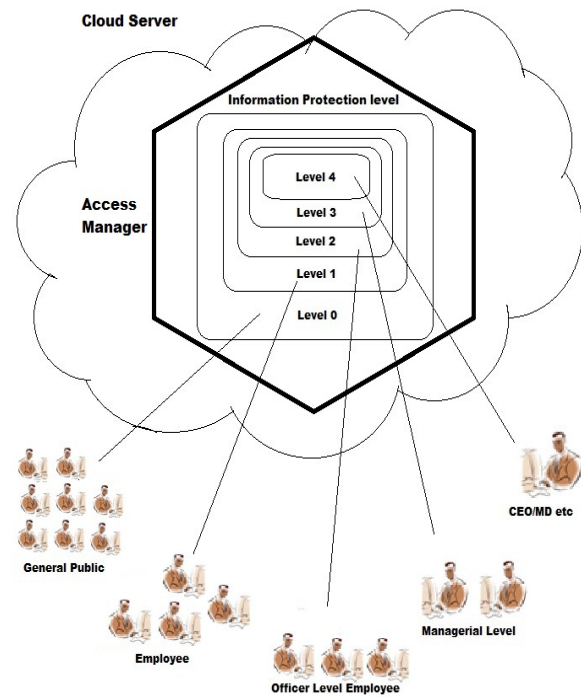 Cloud Server
Information Protection level
Level 4
Access
Manager
Level 3
Level 2
Level 1
Level 0
CEO/MD etc
General Public
Managerial Level
Employee
Officer Level Employee